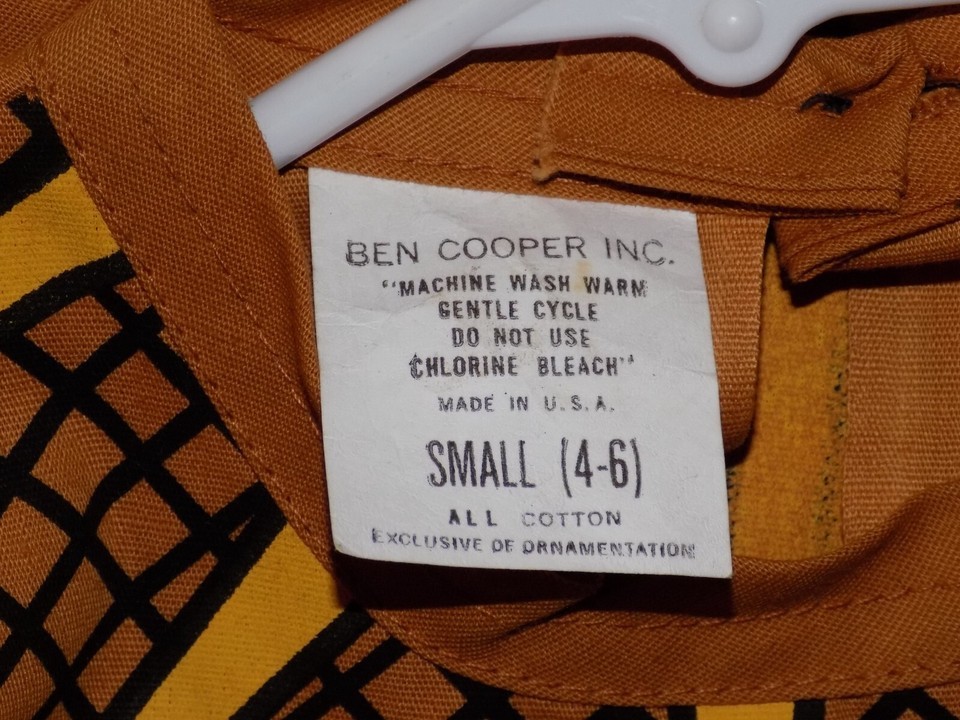 BEN COOPER INC.
"MACHINE WASH WARM
GENTLE CYCLE
DO NOT USE
CHLORINE BLEACH"
MADE IN U.S.A.
SMALL (4-6)
ALL COTTON
EXCLUSIVE OF ORNAMENTATION